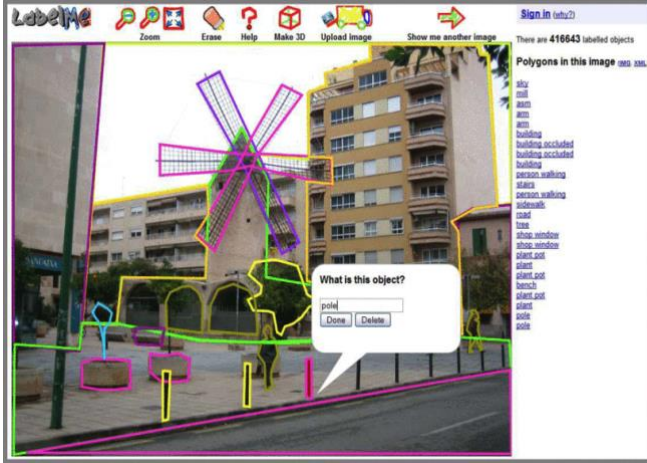 LabelMe
Zoom
Erase
Help
Make 3D
Upload Image
Show me another image
Sign in (why?)
There are 416643 labelled objects
Polygons in this image (IMG, XML)
sky
mill
asm
arm
arm
building
building occluded
building occluded
building
person walking
stairs
person walking
sidewalk
road
tree
shop window
shop window
plant pot
plant
plant pot
bench
plant pot
plant
pole
pole
What is this object?
pole
Done Delete